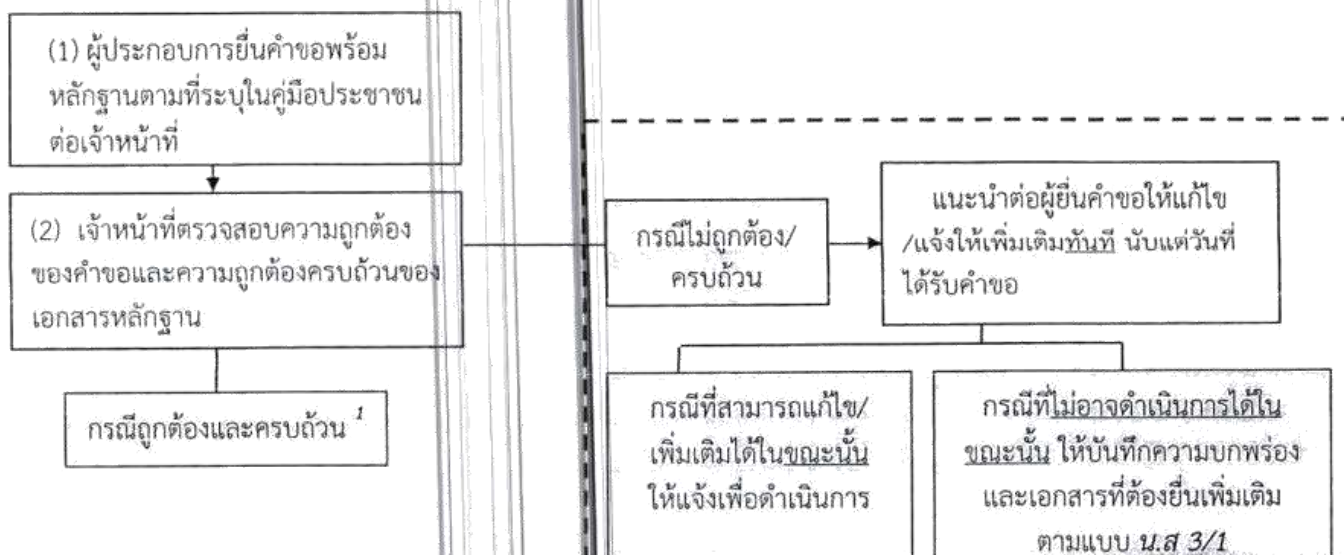 (1) ผู้ประกอบการยื่นคำขอพร้อม
หลักฐานตามที่ระบุในคู่มือประชาชน
ต่อเจ้าหน้าที่
(2) เจ้าหน้าที่ตรวจสอบความถูกต้อง
ของคำขอและความถูกต้องครบถ้วนของ
เอกสารหลักฐาน
กรณีถูกต้องและครบถ้วน 1
กรณีไม่ถูกต้อง/
ครบถ้วน
แนะนำต่อผู้ยื่นคำขอให้แก้ไข
/แจ้งให้เพิ่มเติมทันที นับแต่วันที่
ได้รับคำขอ
กรณีที่สามารถแก้ไข/
เพิ่มเติมได้ในขณะนั้น
ให้แจ้งเพื่อดำเนินการ
กรณีที่ไม่อาจดำเนินการได้ใน
ขณะนั้น ให้บันทึกความบกพร่อง
และเอกสารที่ต้องยื่นเพิ่มเติม
ตามแบบ น.ส 3/1